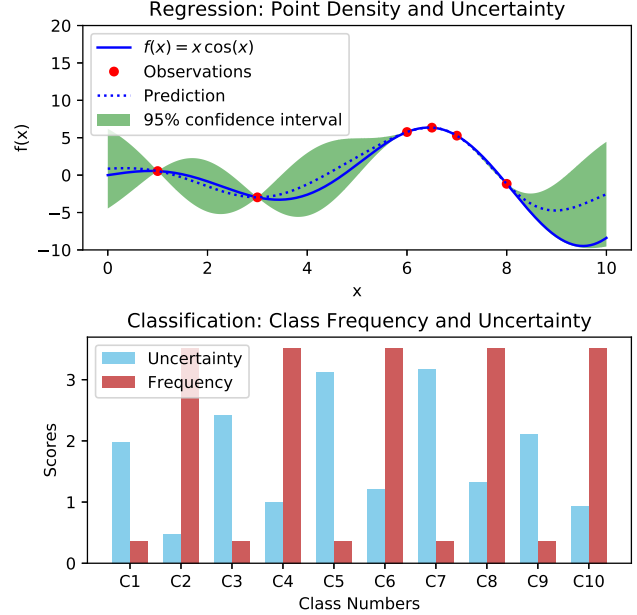 Regression: Point Density and Uncertainty
20
15
10
5
0
−5
−10
f(x)
f(x) = x cos(x)
Observations
Prediction
95% confidence interval
0 2 4 6 8 10
x
Classification: Class Frequency and Uncertainty
3
2
1
0
Scores
Uncertainty
Frequency
C1 C2 C3 C4 C5 C6 C7 C8 C9 C10
Class Numbers